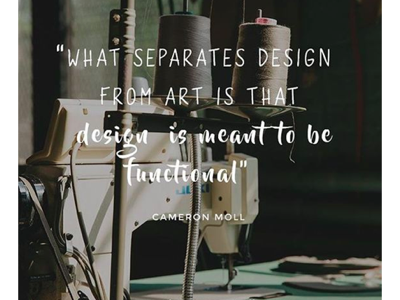 “WHAT SEPARATES DESIGN
FROM ART IS THAT
design is meant to be
functional”
CAMERON MOLL